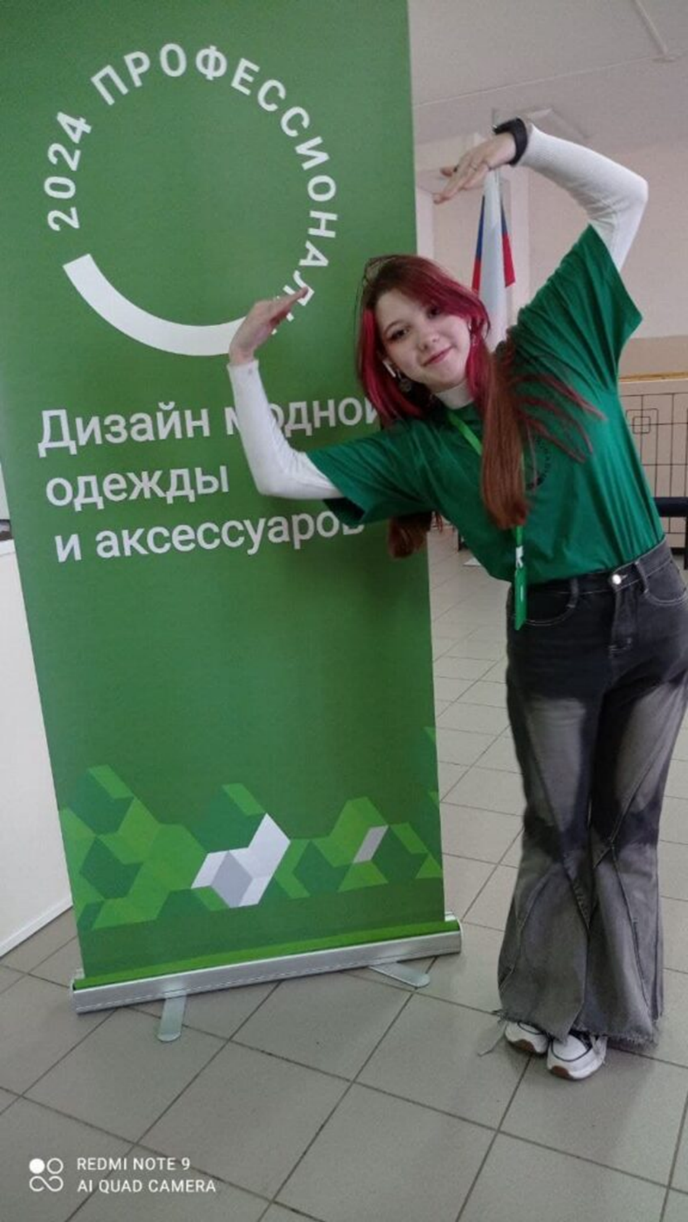 2024 ПРОФЕССИОНАЛ
Дизайн модной
одежды
и аксессуаров
REDMI NOTE 9
AI QUAD CAMERA